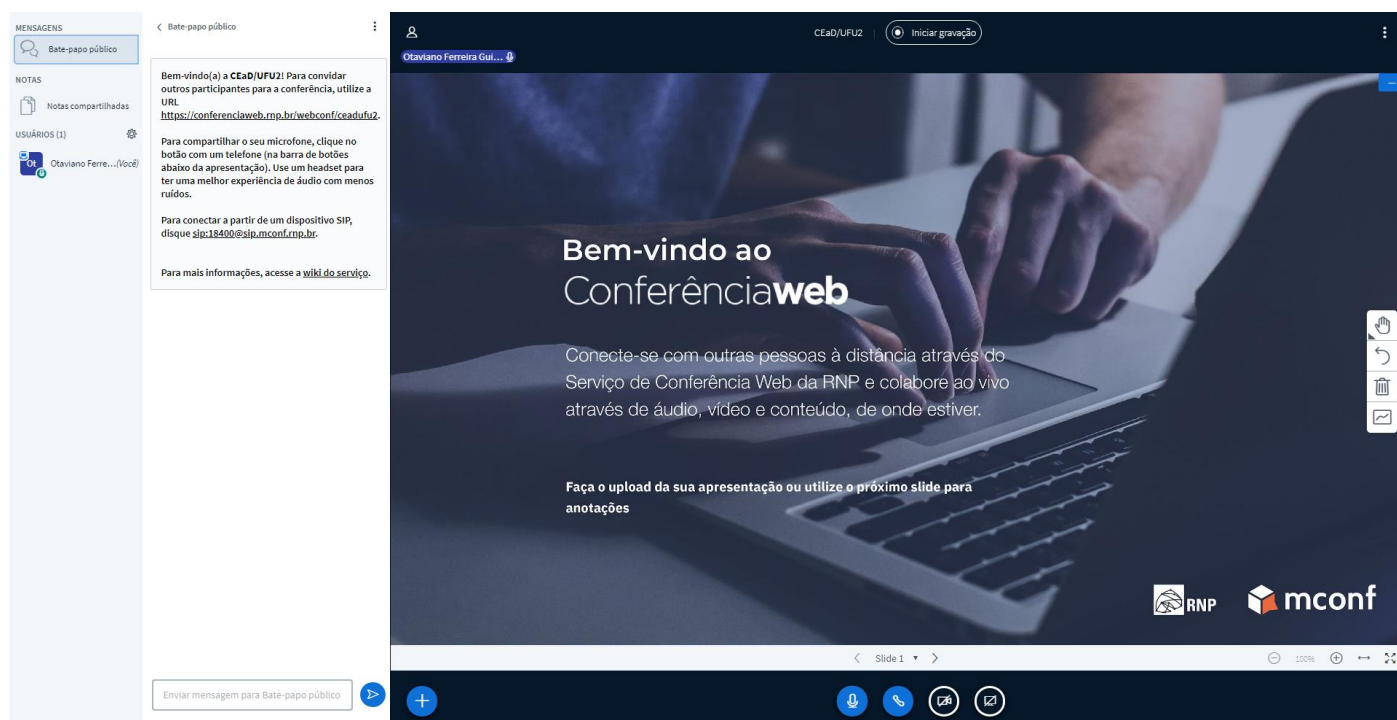 MENSAGENS
Bate-papo público
NOTAS
Notas compartilhadas
USUÁRIOS (1)
Ot
Otaviano Ferre...(Você)
Bate-papo público
Bem-vindo(a) a CEaD/UFU2! Para convidar
outros participantes para a conferência, utilize a
URL
https://conferenciaweb.rnp.br/webconf/ceadufu2.
Para compartilhar o seu microfone, clique no
botão com um telefone (na barra de botões
abaixo da apresentação). Use um headset para
ter uma melhor experiência de áudio com menos
ruídos.
Para conectar a partir de um dispositivo SIP,
disque sip:18400@sip.mconf.rnp.br.
Para mais informações, acesse a wiki do serviço.
Enviar mensagem para Bate-papo público
CEaD/UFU2
Iniciar gravação
Otaviano Ferreira Gui...
Bem-vindo ao
Conferênciaweb
Conecte-se com outras pessoas à distância através do
Serviço de Conferência Web da RNP e colabore ao vivo
através de áudio, vídeo e conteúdo, de onde estiver.
Faça o upload da sua apresentação ou utilize o próximo slide para
anotações
RNP
mconf
Slide 1
100%